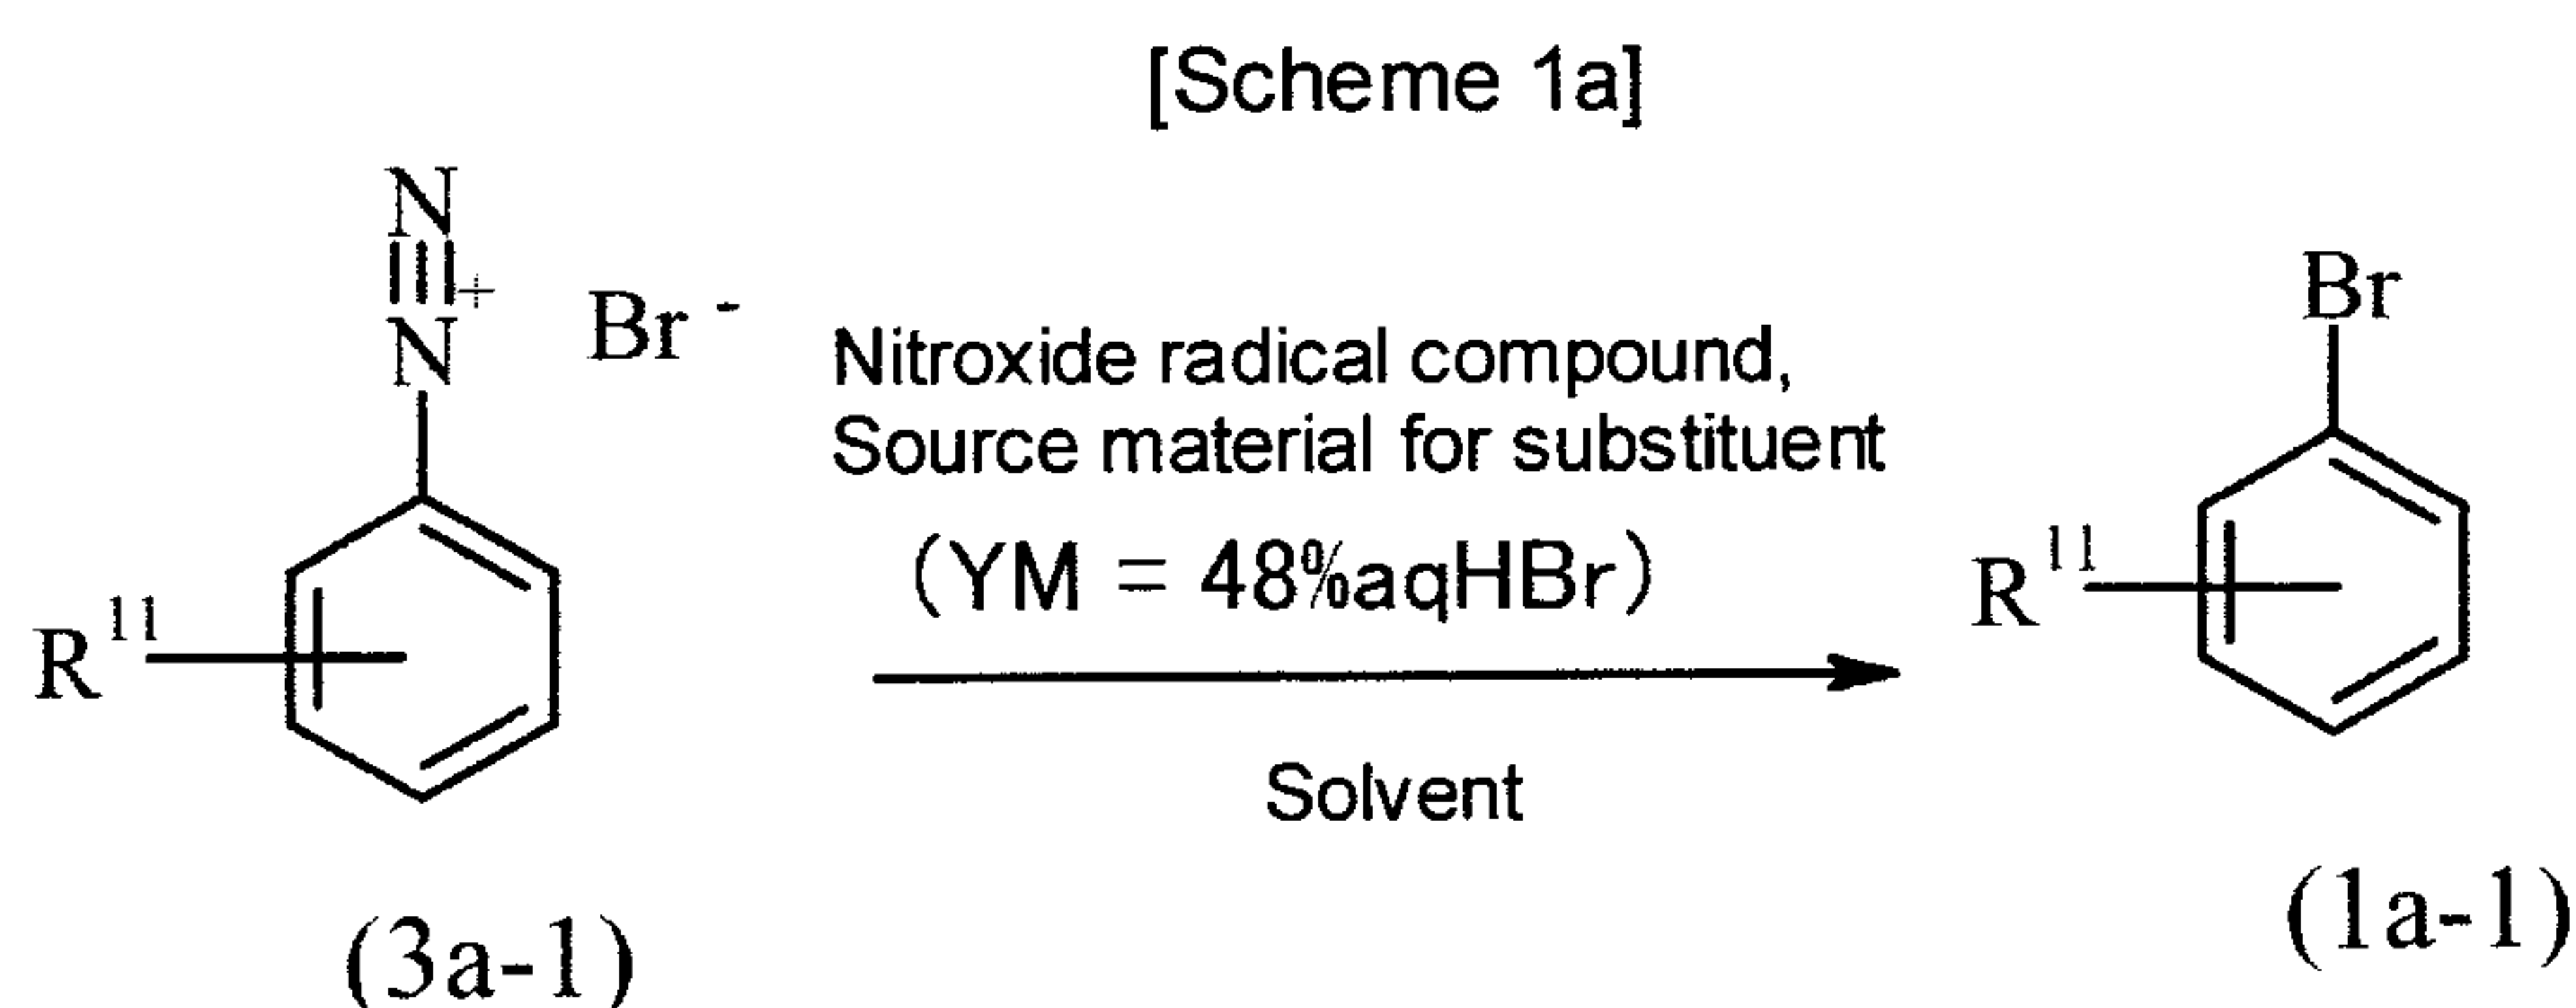 [Scheme 1a]
N
N+ Br -
R11
Nitroxide radical compound,
Source material for substituent
(YM = 48%aqHBr)
Solvent
Br
R11
(3a-1)
(1a-1)